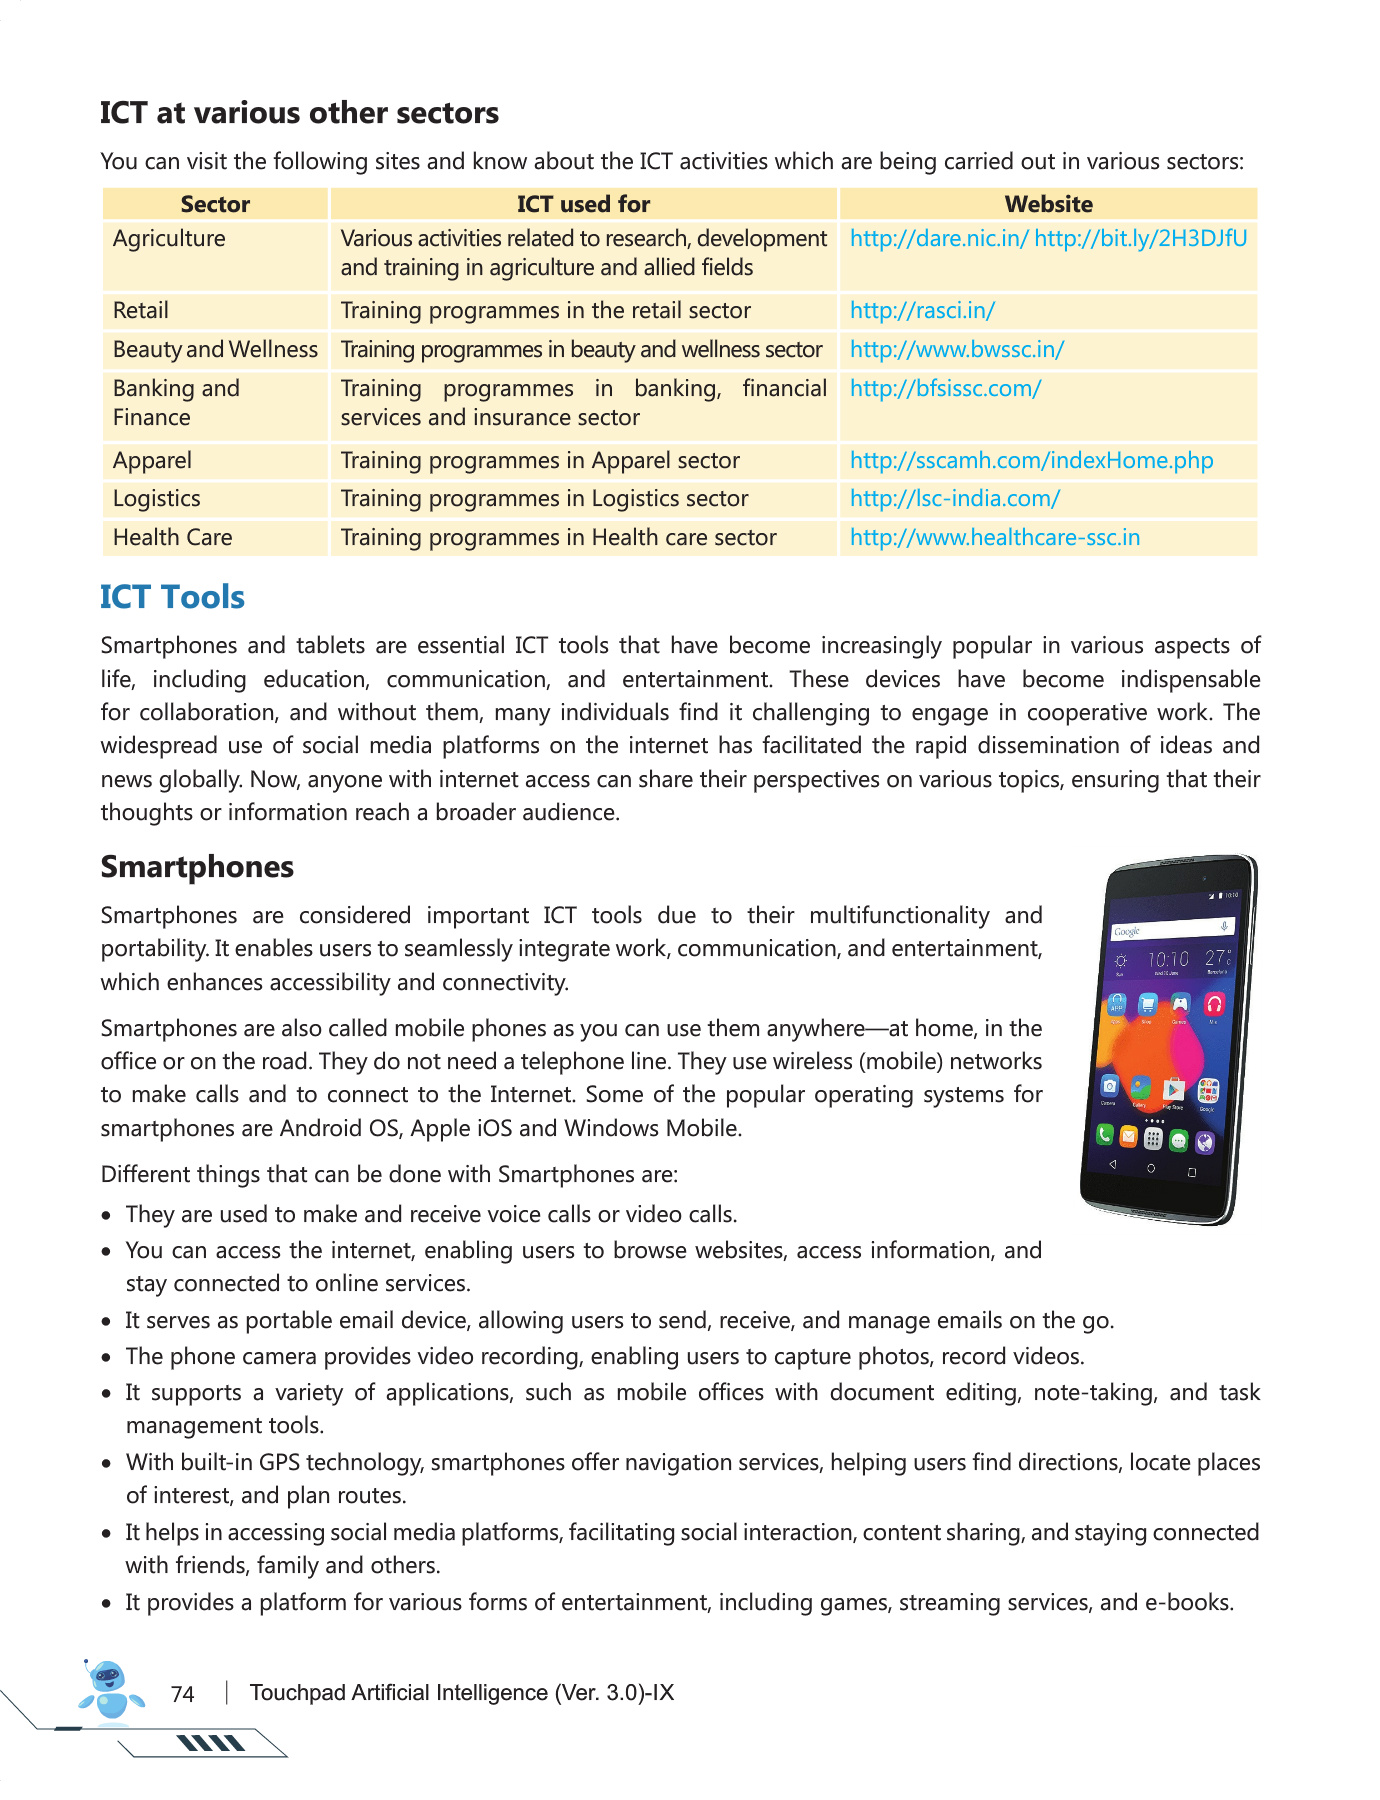 ICT at various other sectors
You can visit the following sites and know about the ICT activities which are being carried out in various sectors:
Sector ICT used for Website
Agriculture Various activities related to research, development http://dare.nic.in/ http://bit.ly/2H3DJfU
and training in agriculture and allied fields
Retail Training programmes in the retail sector http://rasci.in/
Beauty and Wellness Training programmes in beauty and wellness sector http://www.bwssc.in/
Banking and Training programmes in banking, financial http://bfsissc.com/
Finance services and insurance sector
Apparel Training programmes in Apparel sector http://sscamh.com/indexHome.php
Logistics Training programmes in Logistics sector http://lsc-india.com/
Health Care Training programmes in Health care sector http://www.healthcare-ssc.in
ICT Tools
Smartphones and tablets are essential ICT tools that have become increasingly popular in various aspects of
life, including education, communication, and entertainment. These devices have become indispensable
for collaboration, and without them, many individuals find it challenging to engage in cooperative work. The
widespread use of social media platforms on the internet has facilitated the rapid dissemination of ideas and
news globally. Now, anyone with internet access can share their perspectives on various topics, ensuring that their
thoughts or information reach a broader audience.
Smartphones
Smartphones are considered important ICT tools due to their multifunctionality and
portability. It enables users to seamlessly integrate work, communication, and entertainment,
which enhances accessibility and connectivity.
Smartphones are also called mobile phones as you can use them anywhere—at home, in the
office or on the road. They do not need a telephone line. They use wireless (mobile) networks
to make calls and to connect to the Internet. Some of the popular operating systems for
smartphones are Android OS, Apple iOS and Windows Mobile.
Different things that can be done with Smartphones are:
• They are used to make and receive voice calls or video calls.
• You can access the internet, enabling users to browse websites, access information, and
stay connected to online services.
• It serves as portable email device, allowing users to send, receive, and manage emails on the go.
• The phone camera provides video recording, enabling users to capture photos, record videos.
• It supports a variety of applications, such as mobile offices with document editing, note-taking, and task
management tools.
• With built-in GPS technology, smartphones offer navigation services, helping users find directions, locate places
of interest, and plan routes.
• It helps in accessing social media platforms, facilitating social interaction, content sharing, and staying connected
with friends, family and others.
• It provides a platform for various forms of entertainment, including games, streaming services, and e-books.
10:10
Google
10:10 27°
Barcelona
Camera Gallery Play Store Google
74 | Touchpad Artificial Intelligence (Ver. 3.0)-IX